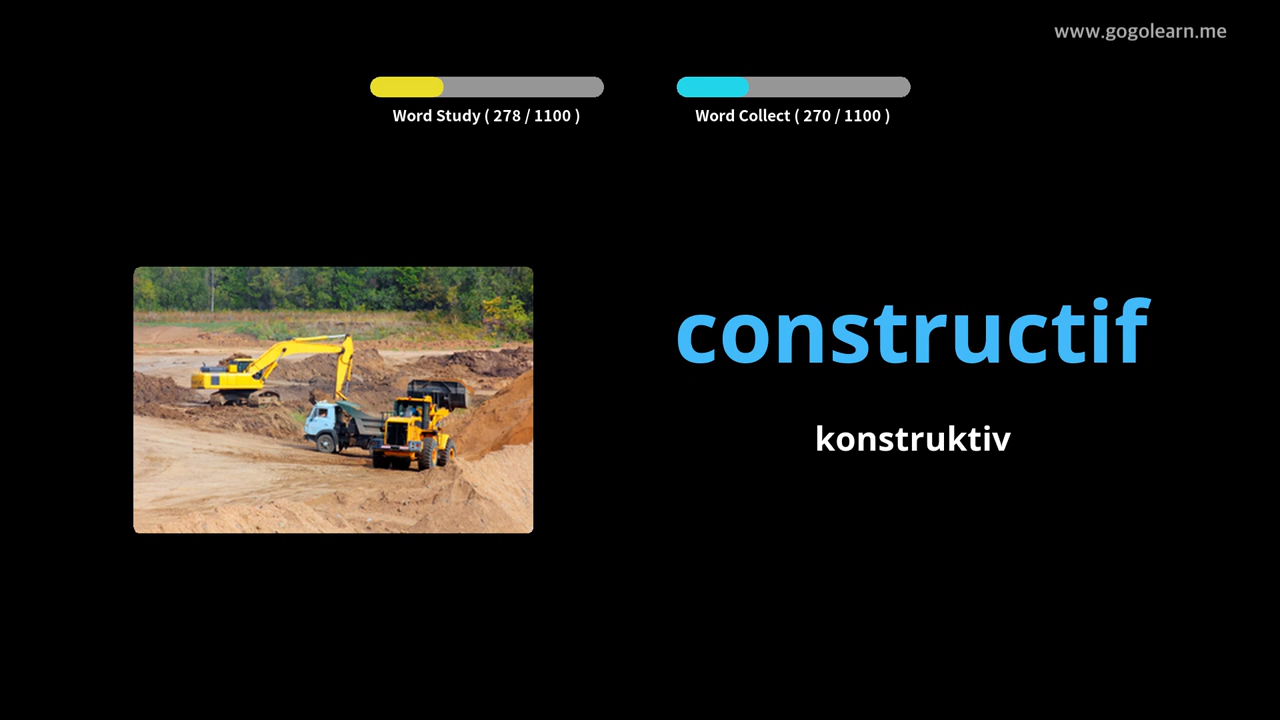 www.gogolearn.me
Word Study ( 278 / 1100 )
Word Collect ( 270 / 1100 )
constructif
konstruktiv